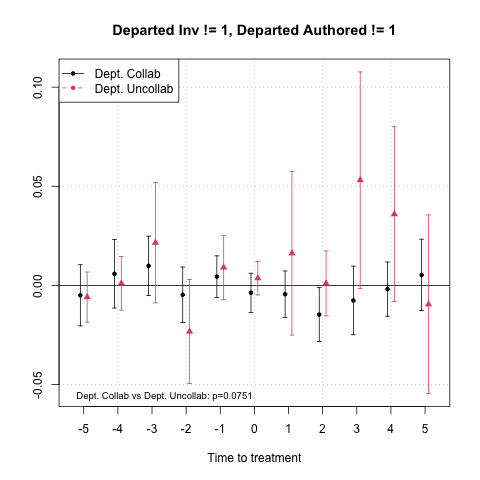 Departed Inv != 1, Departed Authored != 1
Dept. Collab
Dept. Uncollab
0.10
0.05
0.00
-0.05
Dept. Collab vs Dept. Uncollab: p=0.0751
-5 -4 -3 -2 -1 0 1 2 3 4 5
Time to treatment